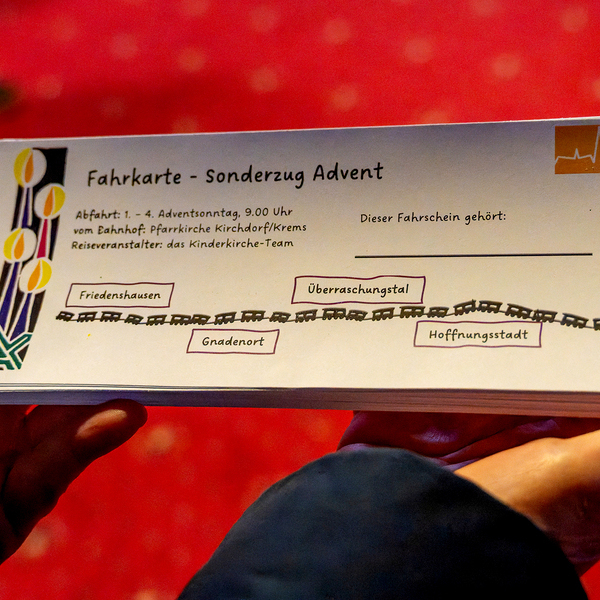 Fahrkarte - Sonderzug Advent
Abfahrt: 1. - 4. Adventsonntag, 9.00 Uhr
vom Bahnhof: Pfarrkirche Kirchdorf/Krems
Reiseveranstalter: das Kinderkirche-Team
Dieser Fahrschein gehört:
Friedenshausen
Überraschungstal
Gnadenort
Hoffnungsstadt